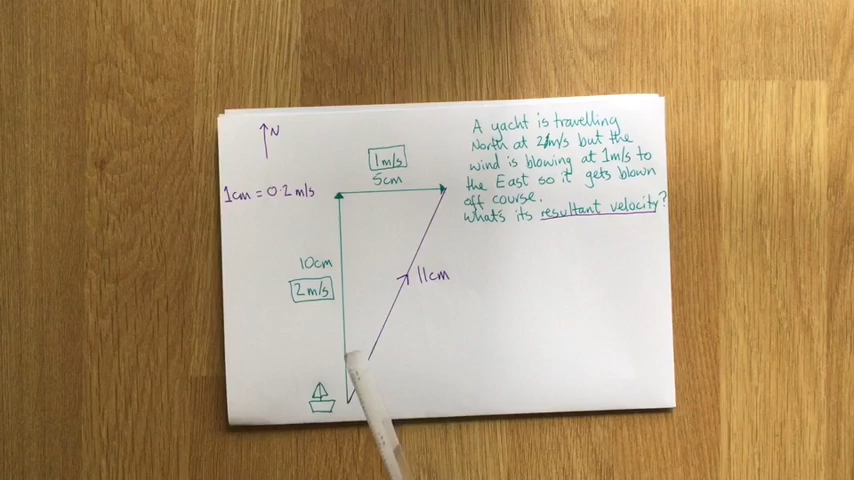 N
1cm = 0.2 m/s
1m/s
5cm
10cm
2m/s
11cm
A yacht is travelling
North at 2m/s but the
wind is blowing at 1m/s to
the East so it gets blown
off course.
What's its resultant velocity?